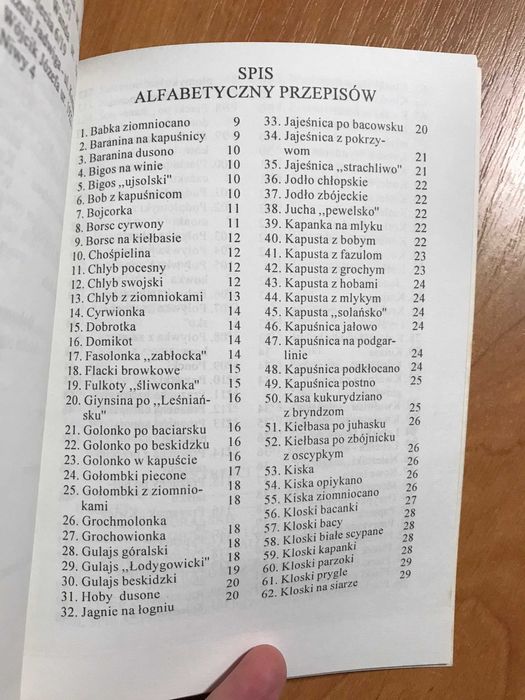 Nowy 4
SPIS
ALFABETYCZNY PRZEPISÓW
1. Babka ziomniocano 9
2. Baranina na kapuśnicy 9
3. Baranina dusono 10
4. Bigos na winie 10
5. Bigos ,,ujsolski" 10
6. Bob z kapuśnicom 10
7. Bojcorka 11
8. Borsc cyrwony 11
9. Borsc na kiełbasie 12
10. Chośpielina 12
11. Chlyb pocesny 12
12. Chlyb swojski 12
13. Chlyb z ziomniokami 13
14. Cyrwionka 14
15. Dobrotka 14
16. Domikot 14
17. Fasolonka ,,zabłocka" 14
18. Flacki browkowe 15
19. Fulkoty ,,śliwconka" 15
20. Giynsina po ,,Leśniań-
sku" 16
21. Golonko po baciarsku 16
22. Golonko po beskidzku 16
23. Golonko w kapuście 16
24. Gołombki piecone 17
25. Gołombki z ziomnio-
kami 18
26. Grochmolonka 18
27. Grochowionka 18
28. Gulajs góralski 18
29. Gulajs ,,Łodygowicki" 18
30. Gulajs beskidzki 19
31. Hoby dusone 20
32. Jagnie na łogniu 20
33. Jajeśnica po bacowsku 20
34. Jajeśnica z pokrzy-
wom 21
35. Jajeśnica ,,strachliwo" 21
36. Jodło chłopskie 22
37. Jodło zbójeckie 22
38. Jucha ,,pewelsko" 22
39. Kapanka na mlyku 22
40. Kapusta z bobym 22
41. Kapusta z fazulom 23
42. Kapusta z grochym 23
43. Kapusta z hobami 24
44. Kapusta z mlykym 24
45. Kapusta ,,solańsko" 24
46. Kapuśnica jałowo 24
47. Kapuśnica na podgar-
linie 24
48. Kapuśnica podkłocano 24
49. Kapuśnica postno 25
50. Kasa kukurydziano
z bryndzom 25
51. Kiełbasa po juhasku 26
52. Kiełbasa po zbójnicku
z oscypkym 26
53. Kiska 26
54. Kiska opiykano 26
55. Kiska ziomniocano 26
56. Kloski bacanki 27
57. Kloski bacy 28
58. Kloski białe scypane 28
59. Kloski kapanki 28
60. Kloski parzoki 28
61. Kloski prygle 29
62. Kloski na siarze 29